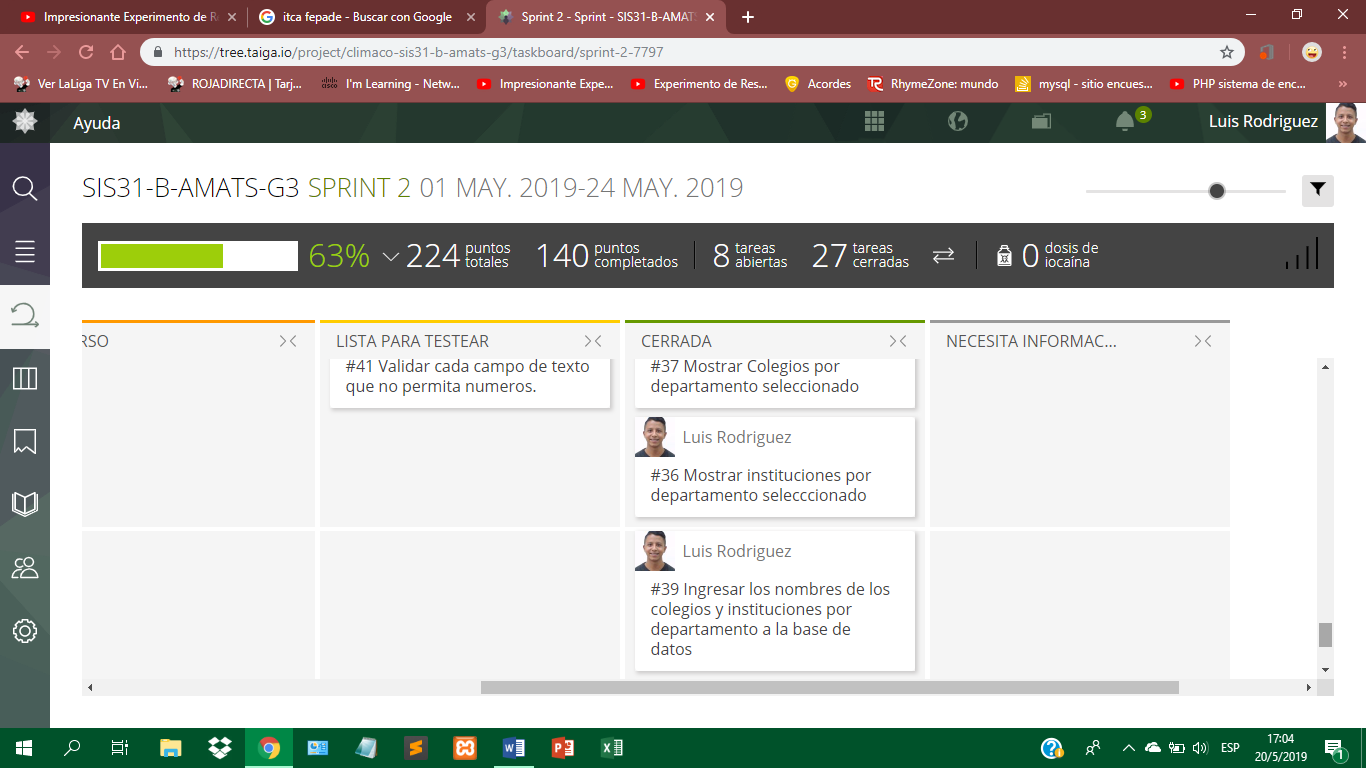 Impresionante Experimento de R
itca fepade - Buscar con Google
Sprint 2 - Sprint - SIS31-B-AMATS
https://tree.taiga.io/project/climaco-sis31-b-amats-g3/taskboard/sprint-2-7797
Ver LaLiga TV En Vi...
ROJADIRECTA | Tarj...
I'm Learning - Netw...
Impresionante Expe...
Experimento de Res...
Acordes
RhymeZone: mundo
mysql - sitio encues...
PHP sistema de enc...
»
Ayuda
3
Luis Rodriguez
SIS31-B-AMATS-G3 SPRINT 2 01 MAY. 2019-24 MAY. 2019
63%
224 puntos totales
140 puntos completados
8 tareas abiertas
27 tareas cerradas
0 dosis de iocaína
RSO
LISTA PARA TESTEAR
CERRADA
NECESITA INFORMAC...
#41 Validar cada campo de texto
que no permita numeros.
#37 Mostrar Colegios por
departamento seleccionado
Luis Rodriguez
#36 Mostrar instituciones por
departamento selecccionado
Luis Rodriguez
#39 Ingresar los nombres de los
colegios y instituciones por
departamento a la base de
datos
ESP
17:04
20/5/2019
1